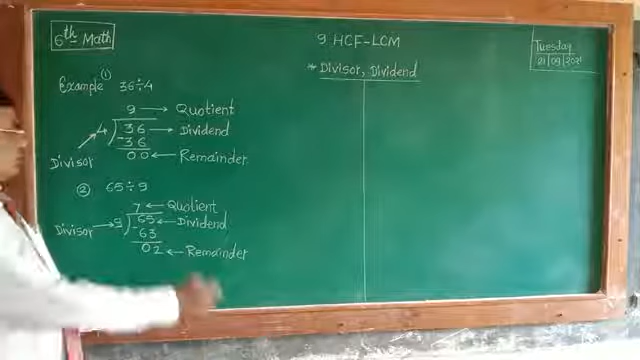 6th Math
9 HCF-LCM
Tuesday
21/09/2021
* Divisor, Dividend
Example (1) 36÷4
9 → Quotient
Divisor → 4) 36 → Dividend
-36
00 ← Remainder
(2) 65÷9
7 ← Quotient
Divisor → 9) 65 ← Dividend
-63
02 ← Remainder